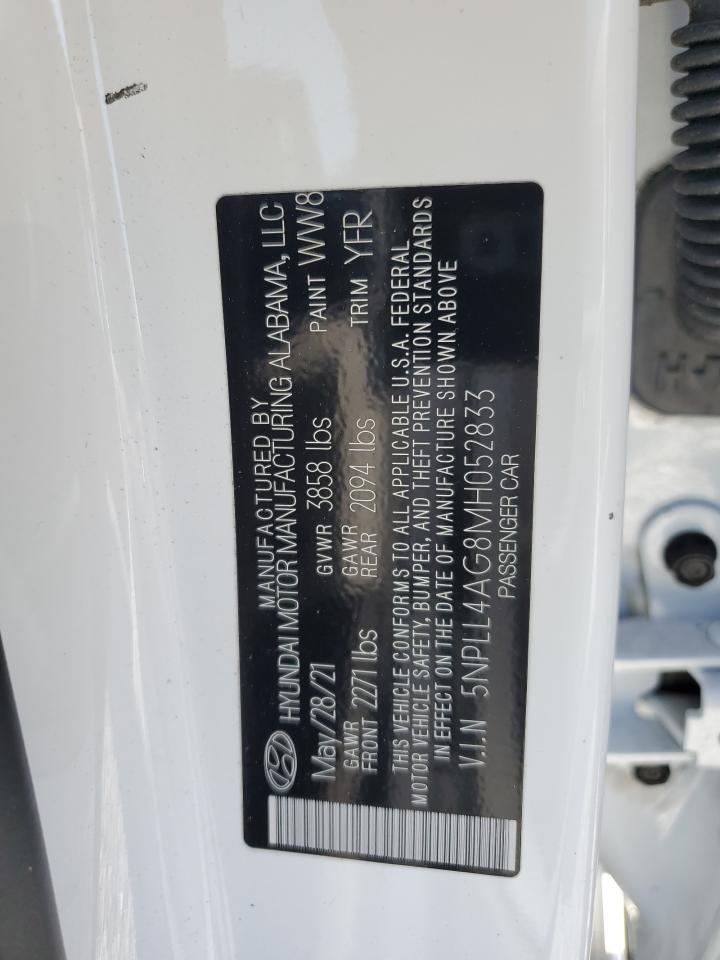 MANUFACTURED BY
HYUNDAI MOTOR MANUFACTURING ALABAMA, LLC
May/28/21 GVWR 3858 lbs PAINT WW8
GAWR FRONT 2271 lbs GAWR REAR 2094 lbs TRIM YFR
THIS VEHICLE CONFORMS TO ALL APPLICABLE U.S.A. FEDERAL
MOTOR VEHICLE SAFETY, BUMPER, AND THEFT PREVENTION STANDARDS
IN EFFECT ON THE DATE OF MANUFACTURE SHOWN ABOVE
V.I.N 5NPLL4AG8MH052833
PASSENGER CAR